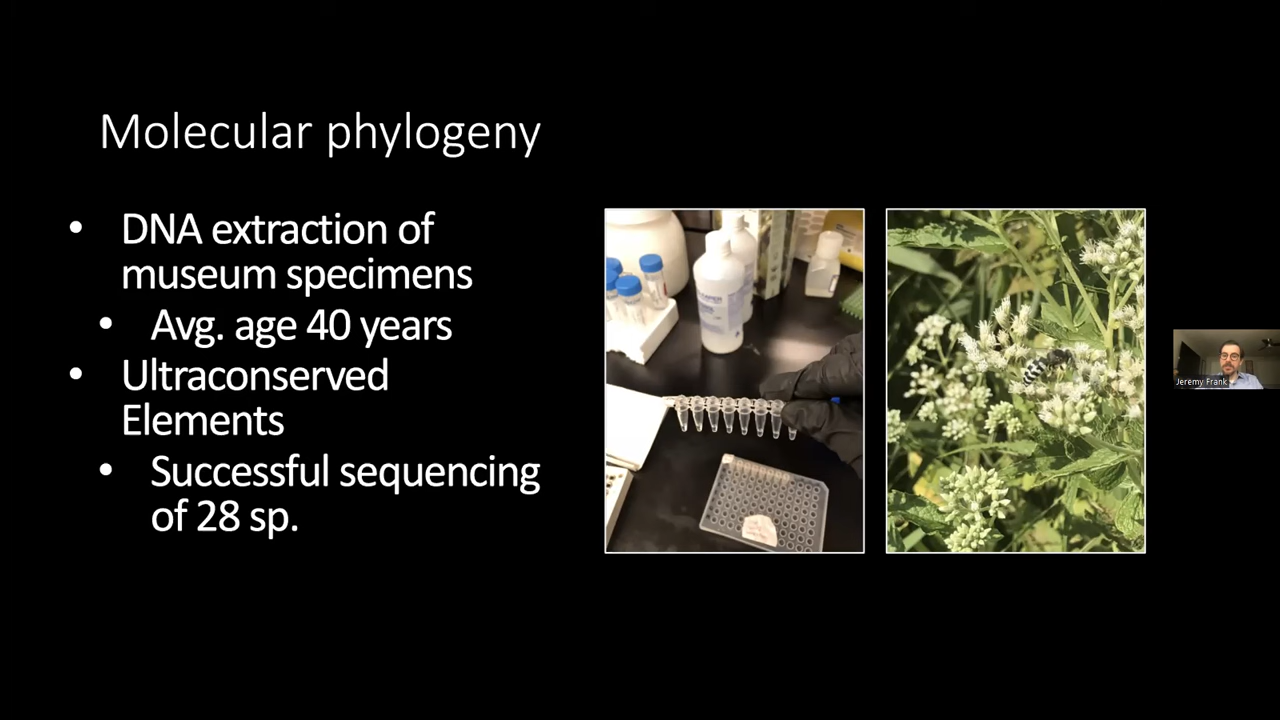 Molecular phylogeny
• DNA extraction of
museum specimens
• Avg. age 40 years
• Ultraconserved
Elements
• Successful sequencing
of 28 sp.
Jeremy Frank